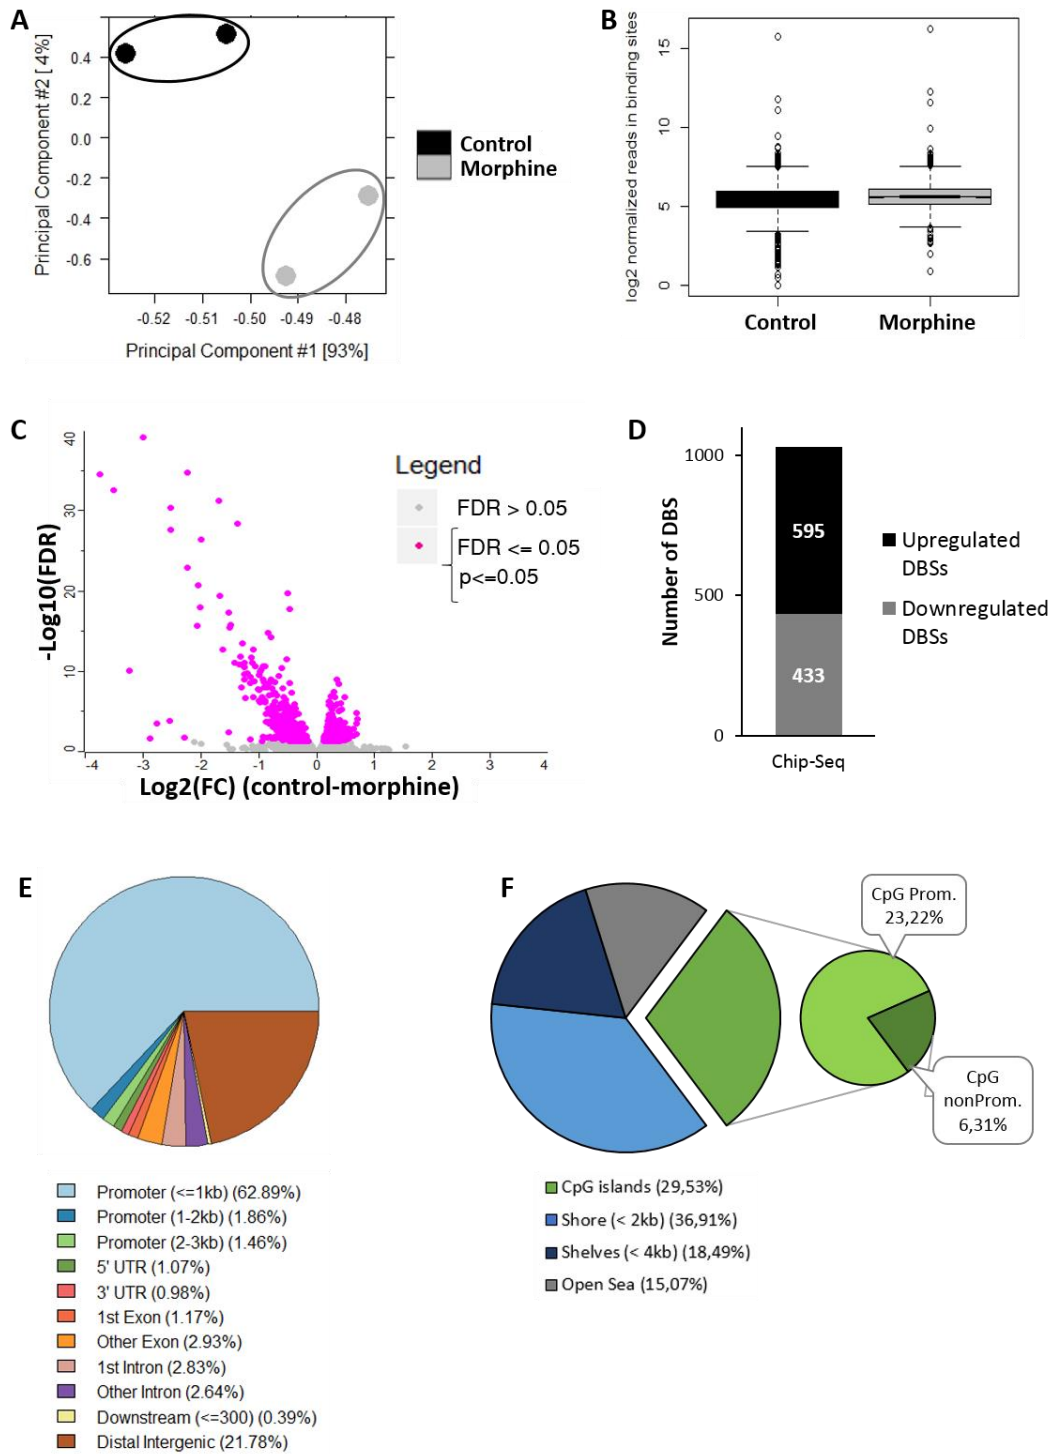 A
Principal Component #2 [ 4%]
0.4
0.2
0.0
-0.2
-0.4
-0.6
-0.52 -0.51 -0.50 -0.49 -0.48
Principal Component #1 [93%]
Control
Morphine
B
log2 normalized reads in binding sites
15
10
5
0
Control Morphine
C
-Log10(FDR)
40
30
20
10
0
-4 -3 -2 -1 0 1 2 3 4
Log2(FC) (control-morphine)
Legend
FDR > 0.05
FDR <= 0.05
p<=0.05
D
Number of DBS
1000
500
0
595
433
Chip-Seq
Upregulated
DBSs
Downregulated
DBSs
E
Promoter (<=1kb) (62.89%)
Promoter (1-2kb) (1.86%)
Promoter (2-3kb) (1.46%)
5' UTR (1.07%)
3' UTR (0.98%)
1st Exon (1.17%)
Other Exon (2.93%)
1st Intron (2.83%)
Other Intron (2.64%)
Downstream (<=300) (0.39%)
Distal Intergenic (21.78%)
F
CpG Prom.
23,22%
CpG
nonProm.
6,31%
CpG islands (29,53%)
Shore (< 2kb) (36,91%)
Shelves (< 4kb) (18,49%)
Open Sea (15,07%)